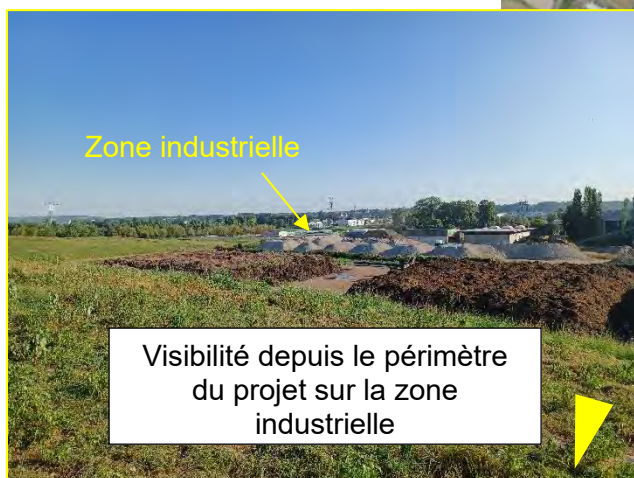 Zone industrielle
Visibilité depuis le périmètre
du projet sur la zone
industrielle